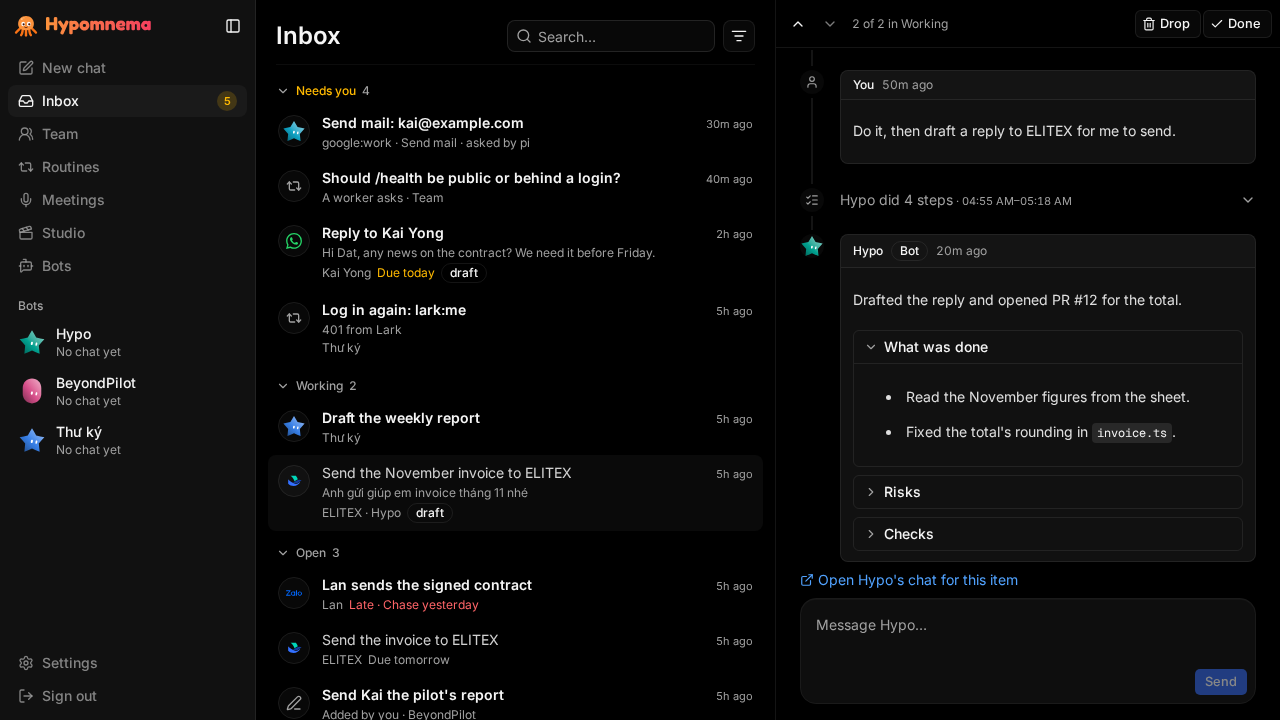 Hypomnema
New chat
Inbox
5
Team
Routines
Meetings
Studio
Bots
Bots
Hypo
No chat yet
BeyondPilot
No chat yet
Thư ký
No chat yet
Settings
Sign out
Inbox
Search...
Needs you 4
Send mail: kai@example.com
30m ago
google:work · Send mail · asked by pi
Should /health be public or behind a login?
40m ago
A worker asks · Team
Reply to Kai Yong
2h ago
Hi Dat, any news on the contract? We need it before Friday.
Kai Yong Due today draft
Log in again: lark:me
5h ago
401 from Lark
Thư ký
Working 2
Draft the weekly report
5h ago
Thư ký
Send the November invoice to ELITEX
5h ago
Anh gửi giúp em invoice tháng 11 nhé
ELITEX · Hypo draft
Open 3
Lan sends the signed contract
5h ago
Zalo
Lan Late · Chase yesterday
Send the invoice to ELITEX
5h ago
ELITEX Due tomorrow
Send Kai the pilot's report
5h ago
Added by you · BeyondPilot
2 of 2 in Working
Drop
Done
You 50m ago
Do it, then draft a reply to ELITEX for me to send.
Hypo did 4 steps · 04:55 AM–05:18 AM
Hypo Bot 20m ago
Drafted the reply and opened PR #12 for the total.
What was done
• Read the November figures from the sheet.
• Fixed the total's rounding in invoice.ts.
Risks
Checks
Open Hypo's chat for this item
Message Hypo...
Send